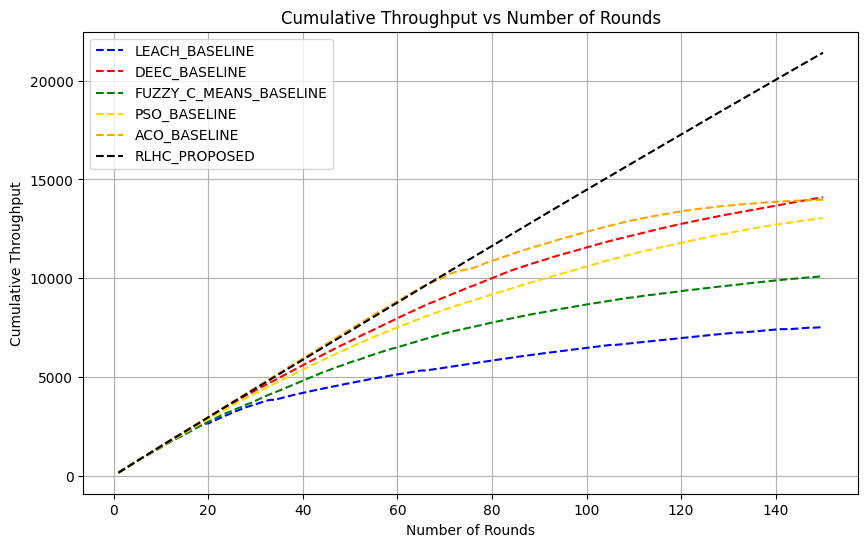 Cumulative Throughput vs Number of Rounds
LEACH_BASELINE
DEEC_BASELINE
FUZZY_C_MEANS_BASELINE
PSO_BASELINE
ACO_BASELINE
RLHC_PROPOSED
Cumulative Throughput
20000
15000
10000
5000
0
0 20 40 60 80 100 120 140
Number of Rounds